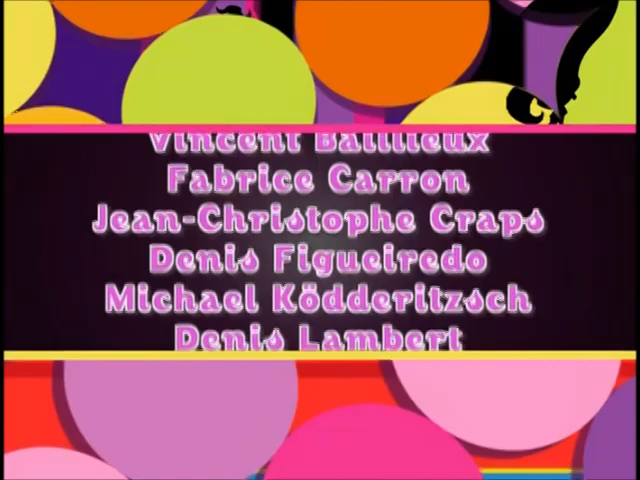 Vincent Baillieux
Fabrice Carron
Jean-Christophe Craps
Denis Figueiredo
Michael Ködderitzsch
Denis Lambert